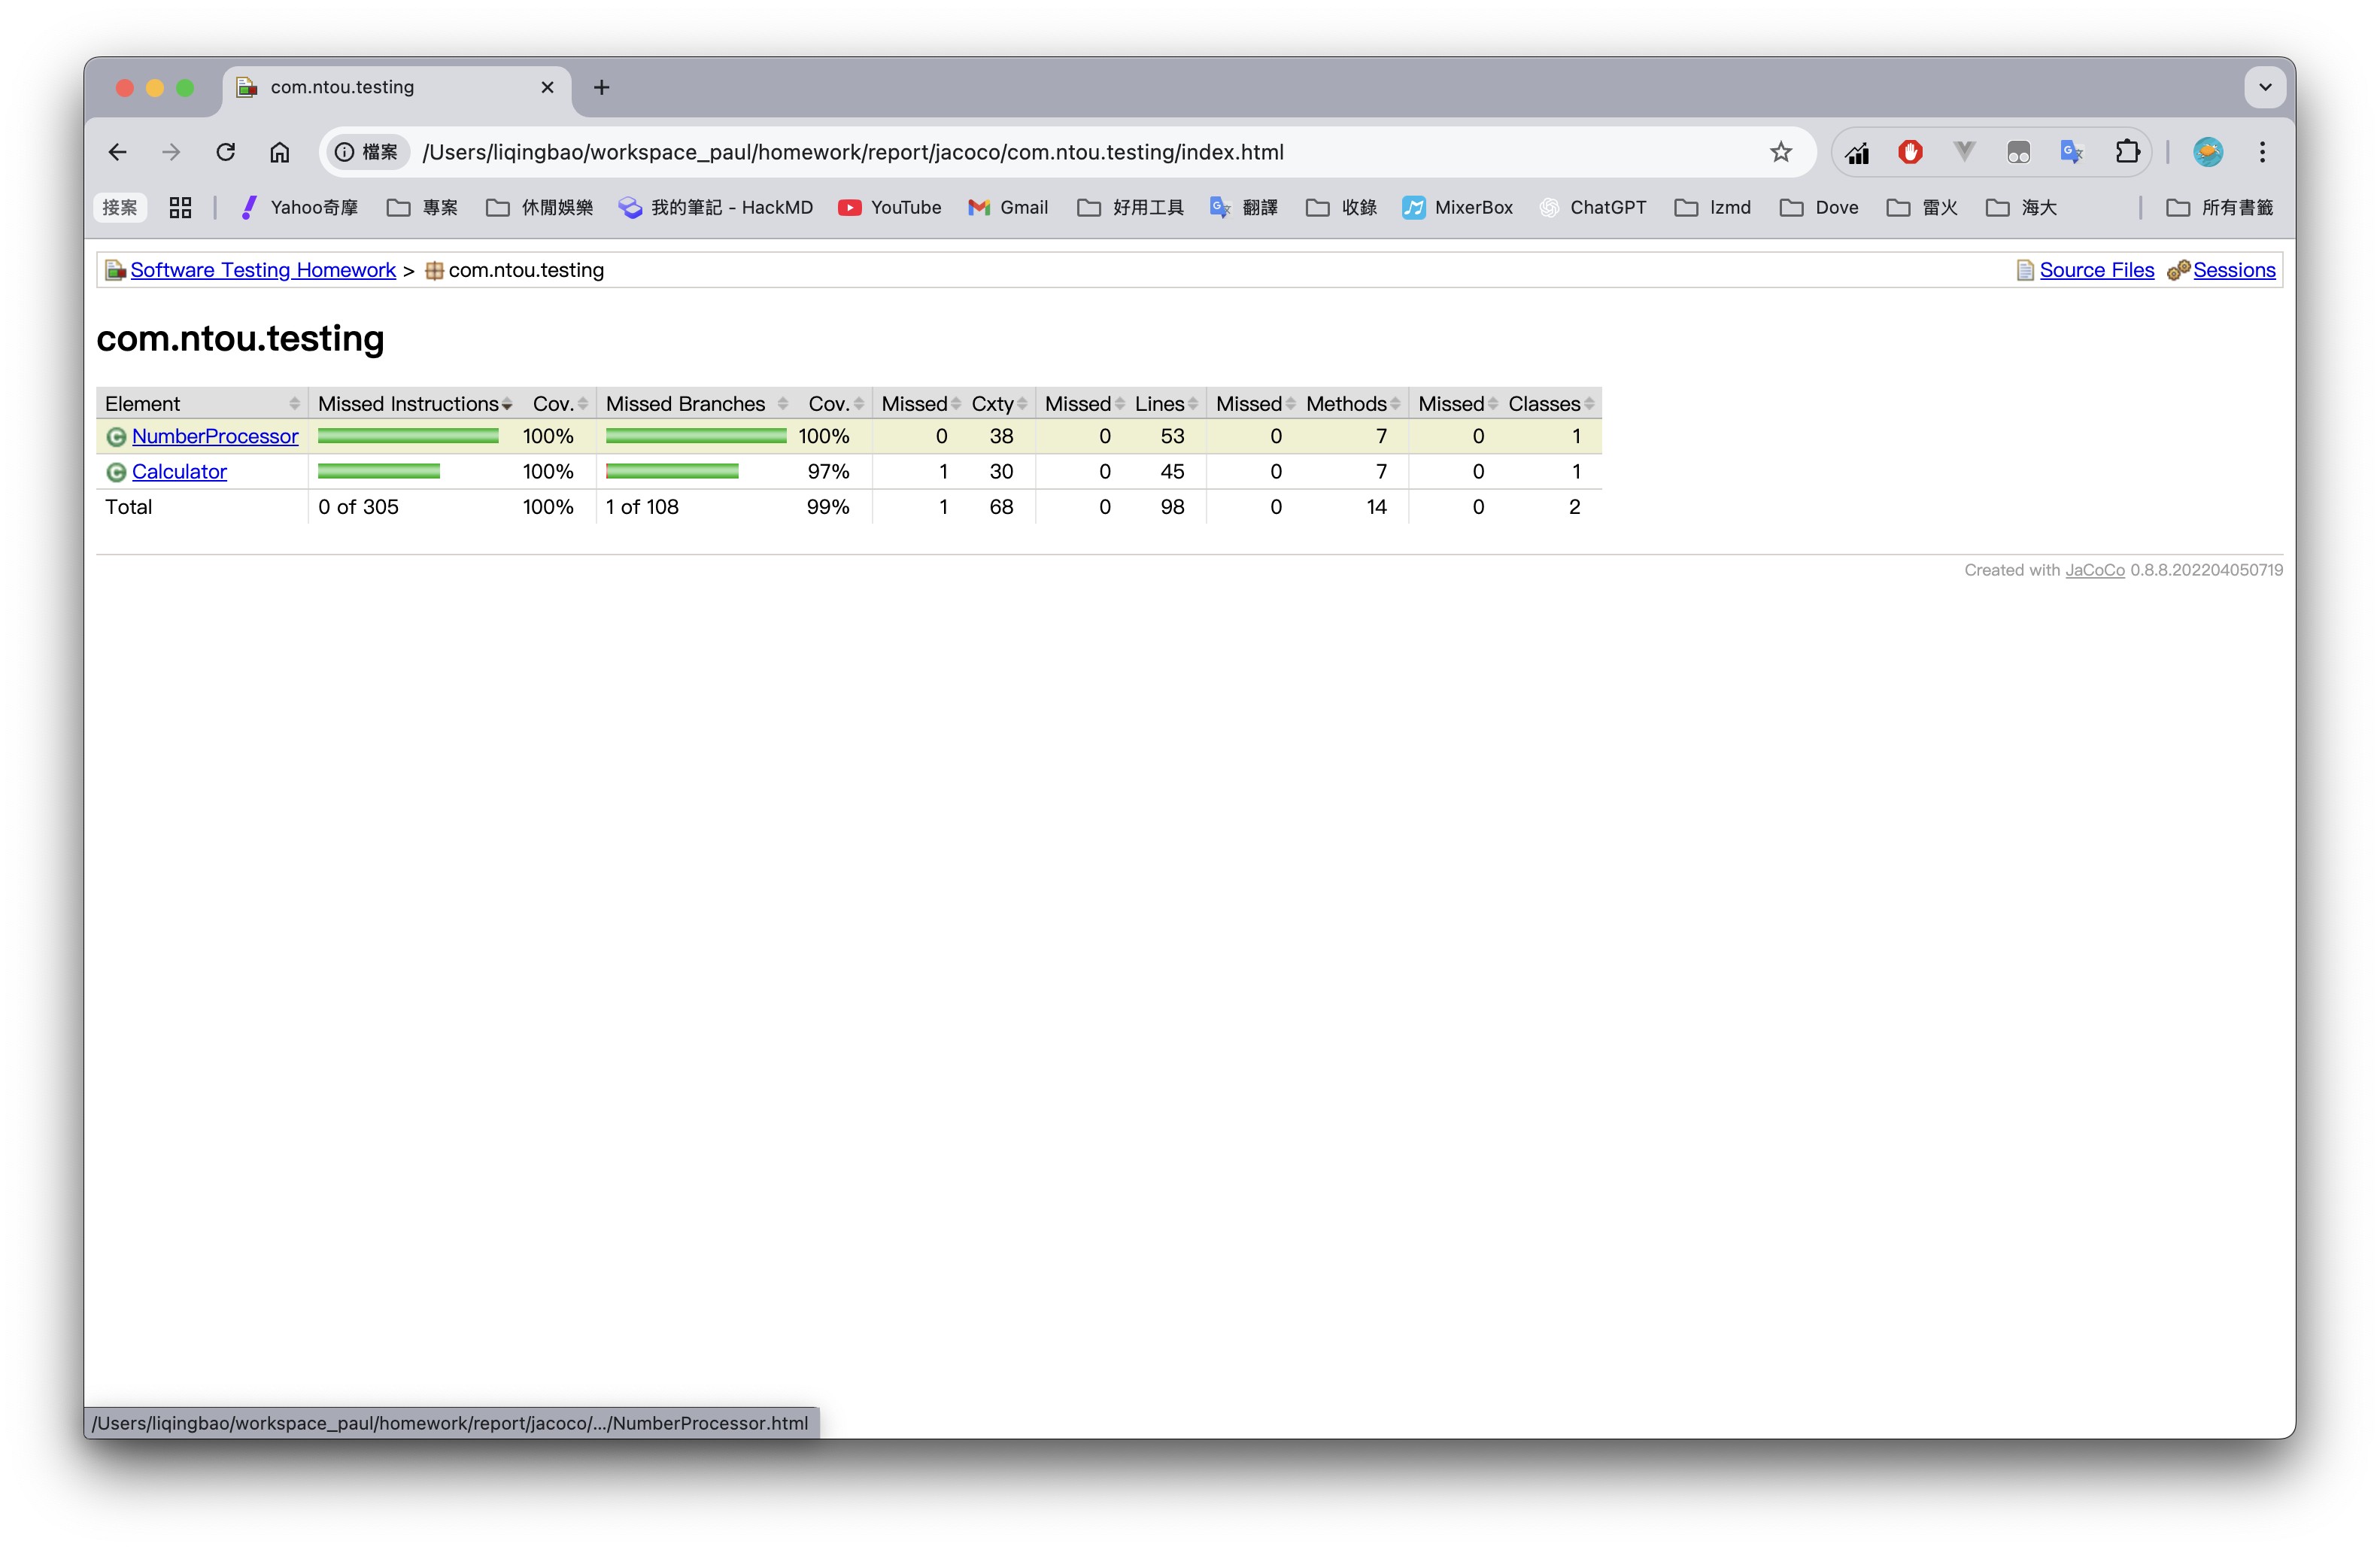 com.ntou.testing
檔案 /Users/liqingbao/workspace_paul/homework/report/jacoco/com.ntou.testing/index.html
接案 Yahoo奇摩 專案 休閒娛樂 我的筆記 - HackMD YouTube Gmail 好用工具 翻譯 收錄 MixerBox ChatGPT lzmd Dove 雷火 海大 所有書籤
Software Testing Homework > com.ntou.testing Source Files Sessions
com.ntou.testing
Element Missed Instructions Cov. Missed Branches Cov. Missed Cxty Missed Lines Missed Methods Missed Classes
NumberProcessor 100% 100% 0 38 0 53 0 7 0 1
Calculator 100% 97% 1 30 0 45 0 7 0 1
Total 0 of 305 100% 1 of 108 99% 1 68 0 98 0 14 0 2
Created with JaCoCo 0.8.8.202204050719
/Users/liqingbao/workspace_paul/homework/report/jacoco/.../NumberProcessor.html